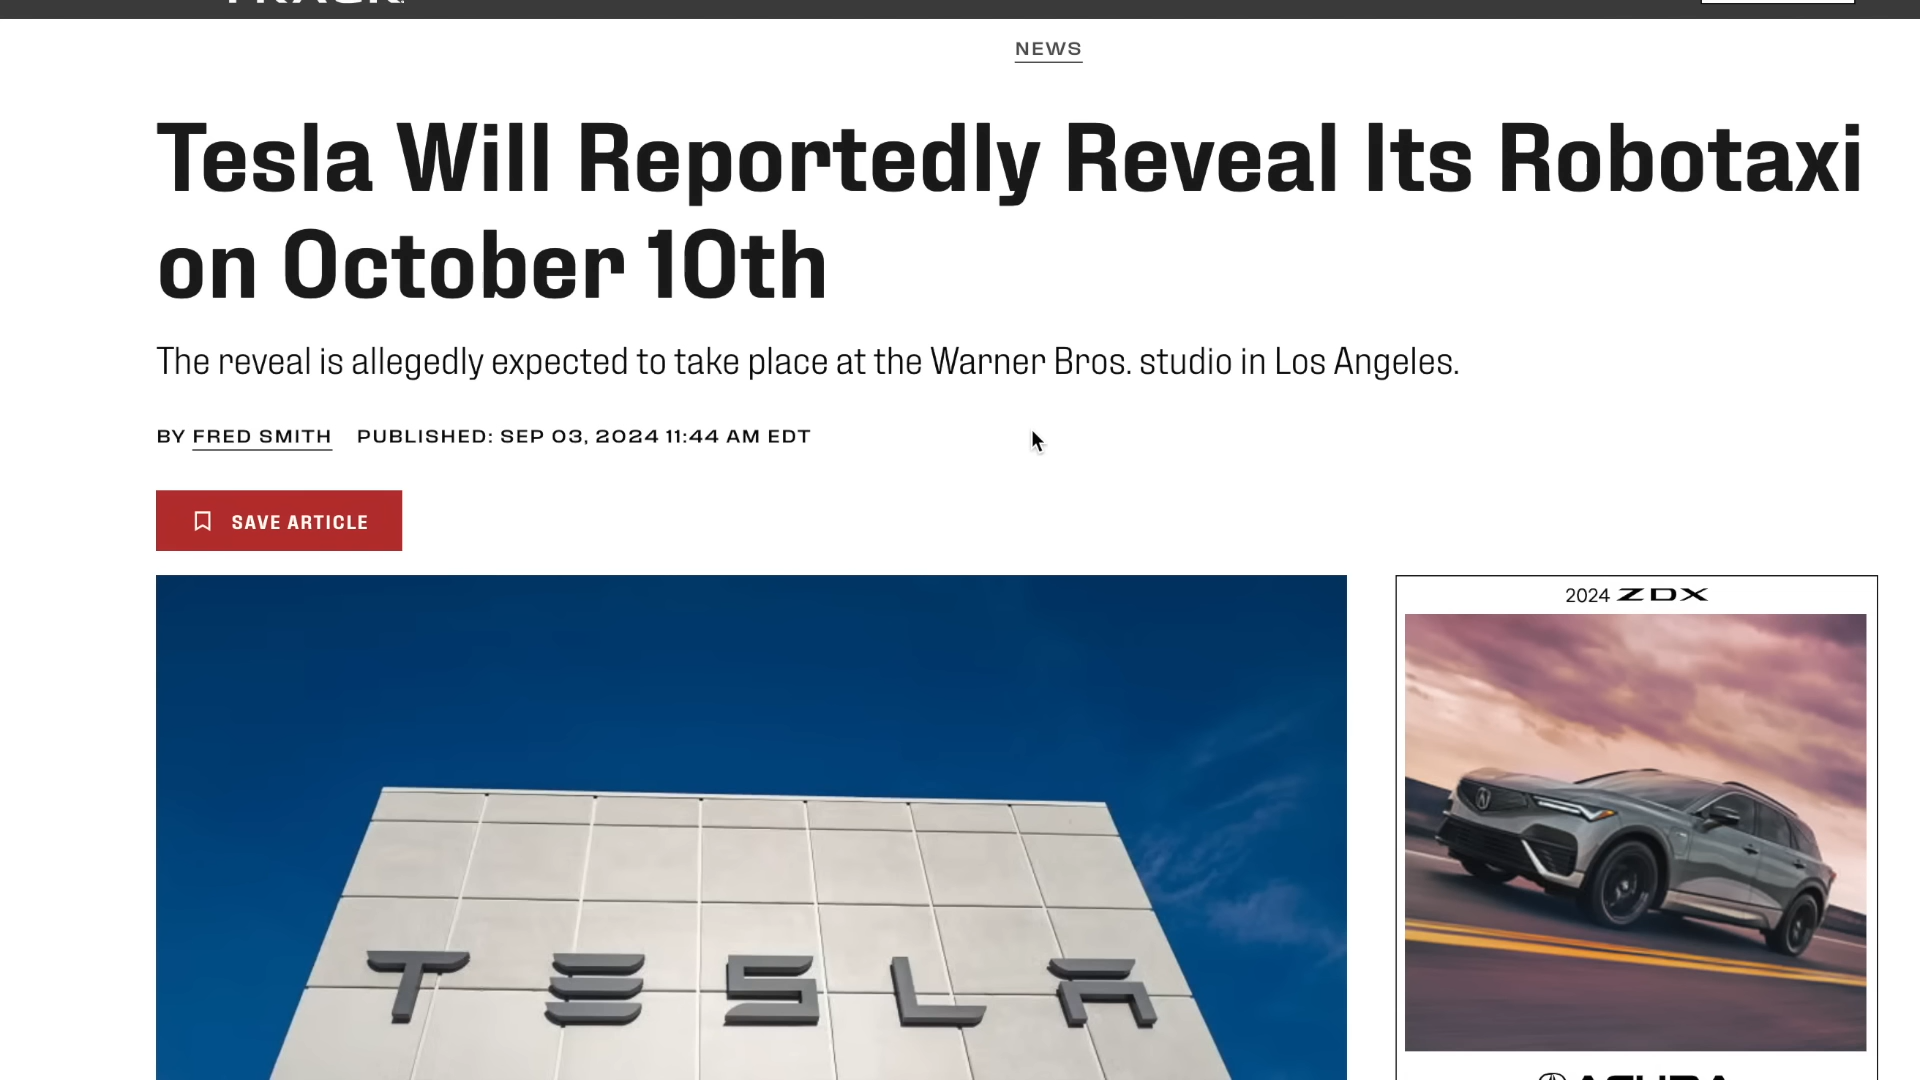 TRACK
NEWS
Tesla Will Reportedly Reveal Its Robotaxi
on October 10th
The reveal is allegedly expected to take place at the Warner Bros. studio in Los Angeles.
BY FRED SMITH PUBLISHED: SEP 03, 2024 11:44 AM EDT
SAVE ARTICLE
2024 ZDX
TESLA
ACURA